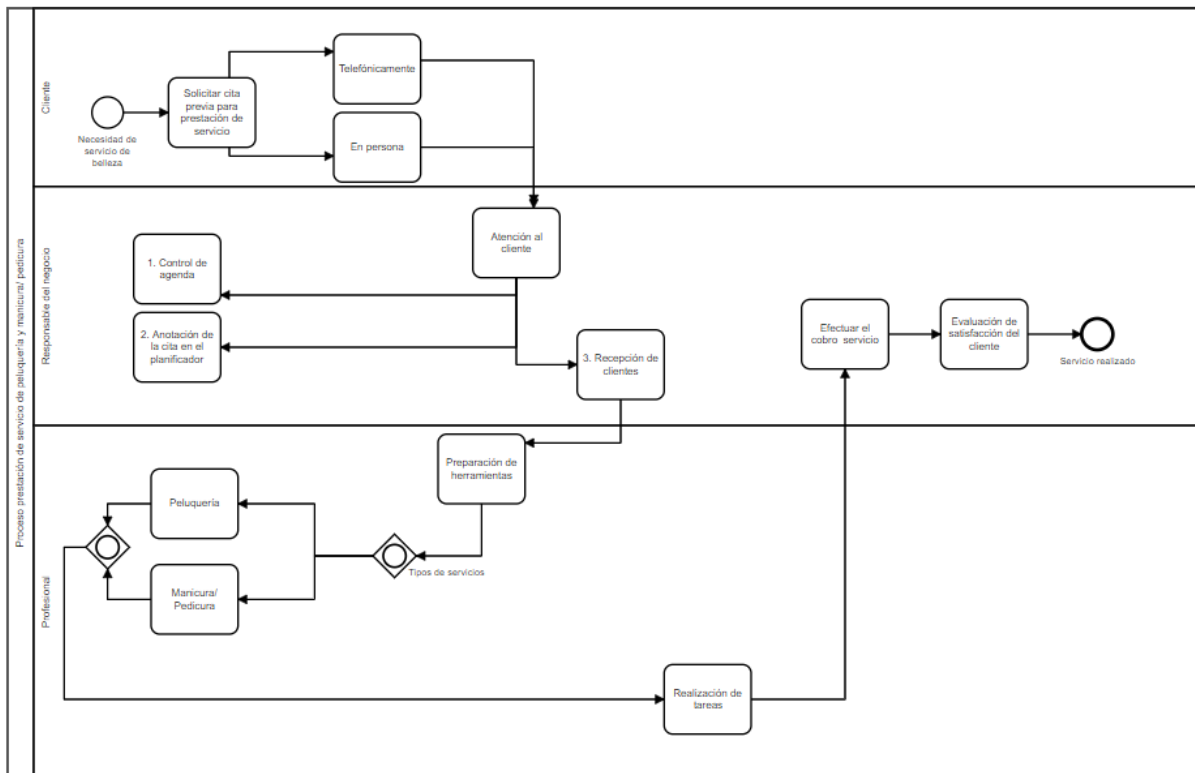 Proceso prestación de servicio de peluquería y manicura/ pedicura
Cliente
Necesidad de
servicio de
belleza
Solicitar cita
previa para
prestación de
servicio
Telefónicamente
En persona
Responsable del negocio
Atención al
cliente
1. Control de
agenda
2. Anotación de
la cita en el
planificador
3. Recepción de
clientes
Efectuar el
cobro servicio
Evaluación de
satisfacción del
cliente
Servicio realizado
Profesional
Preparación de
herramientas
Tipos de servicios
Peluquería
Manicura/
Pedicura
Realización de
tareas